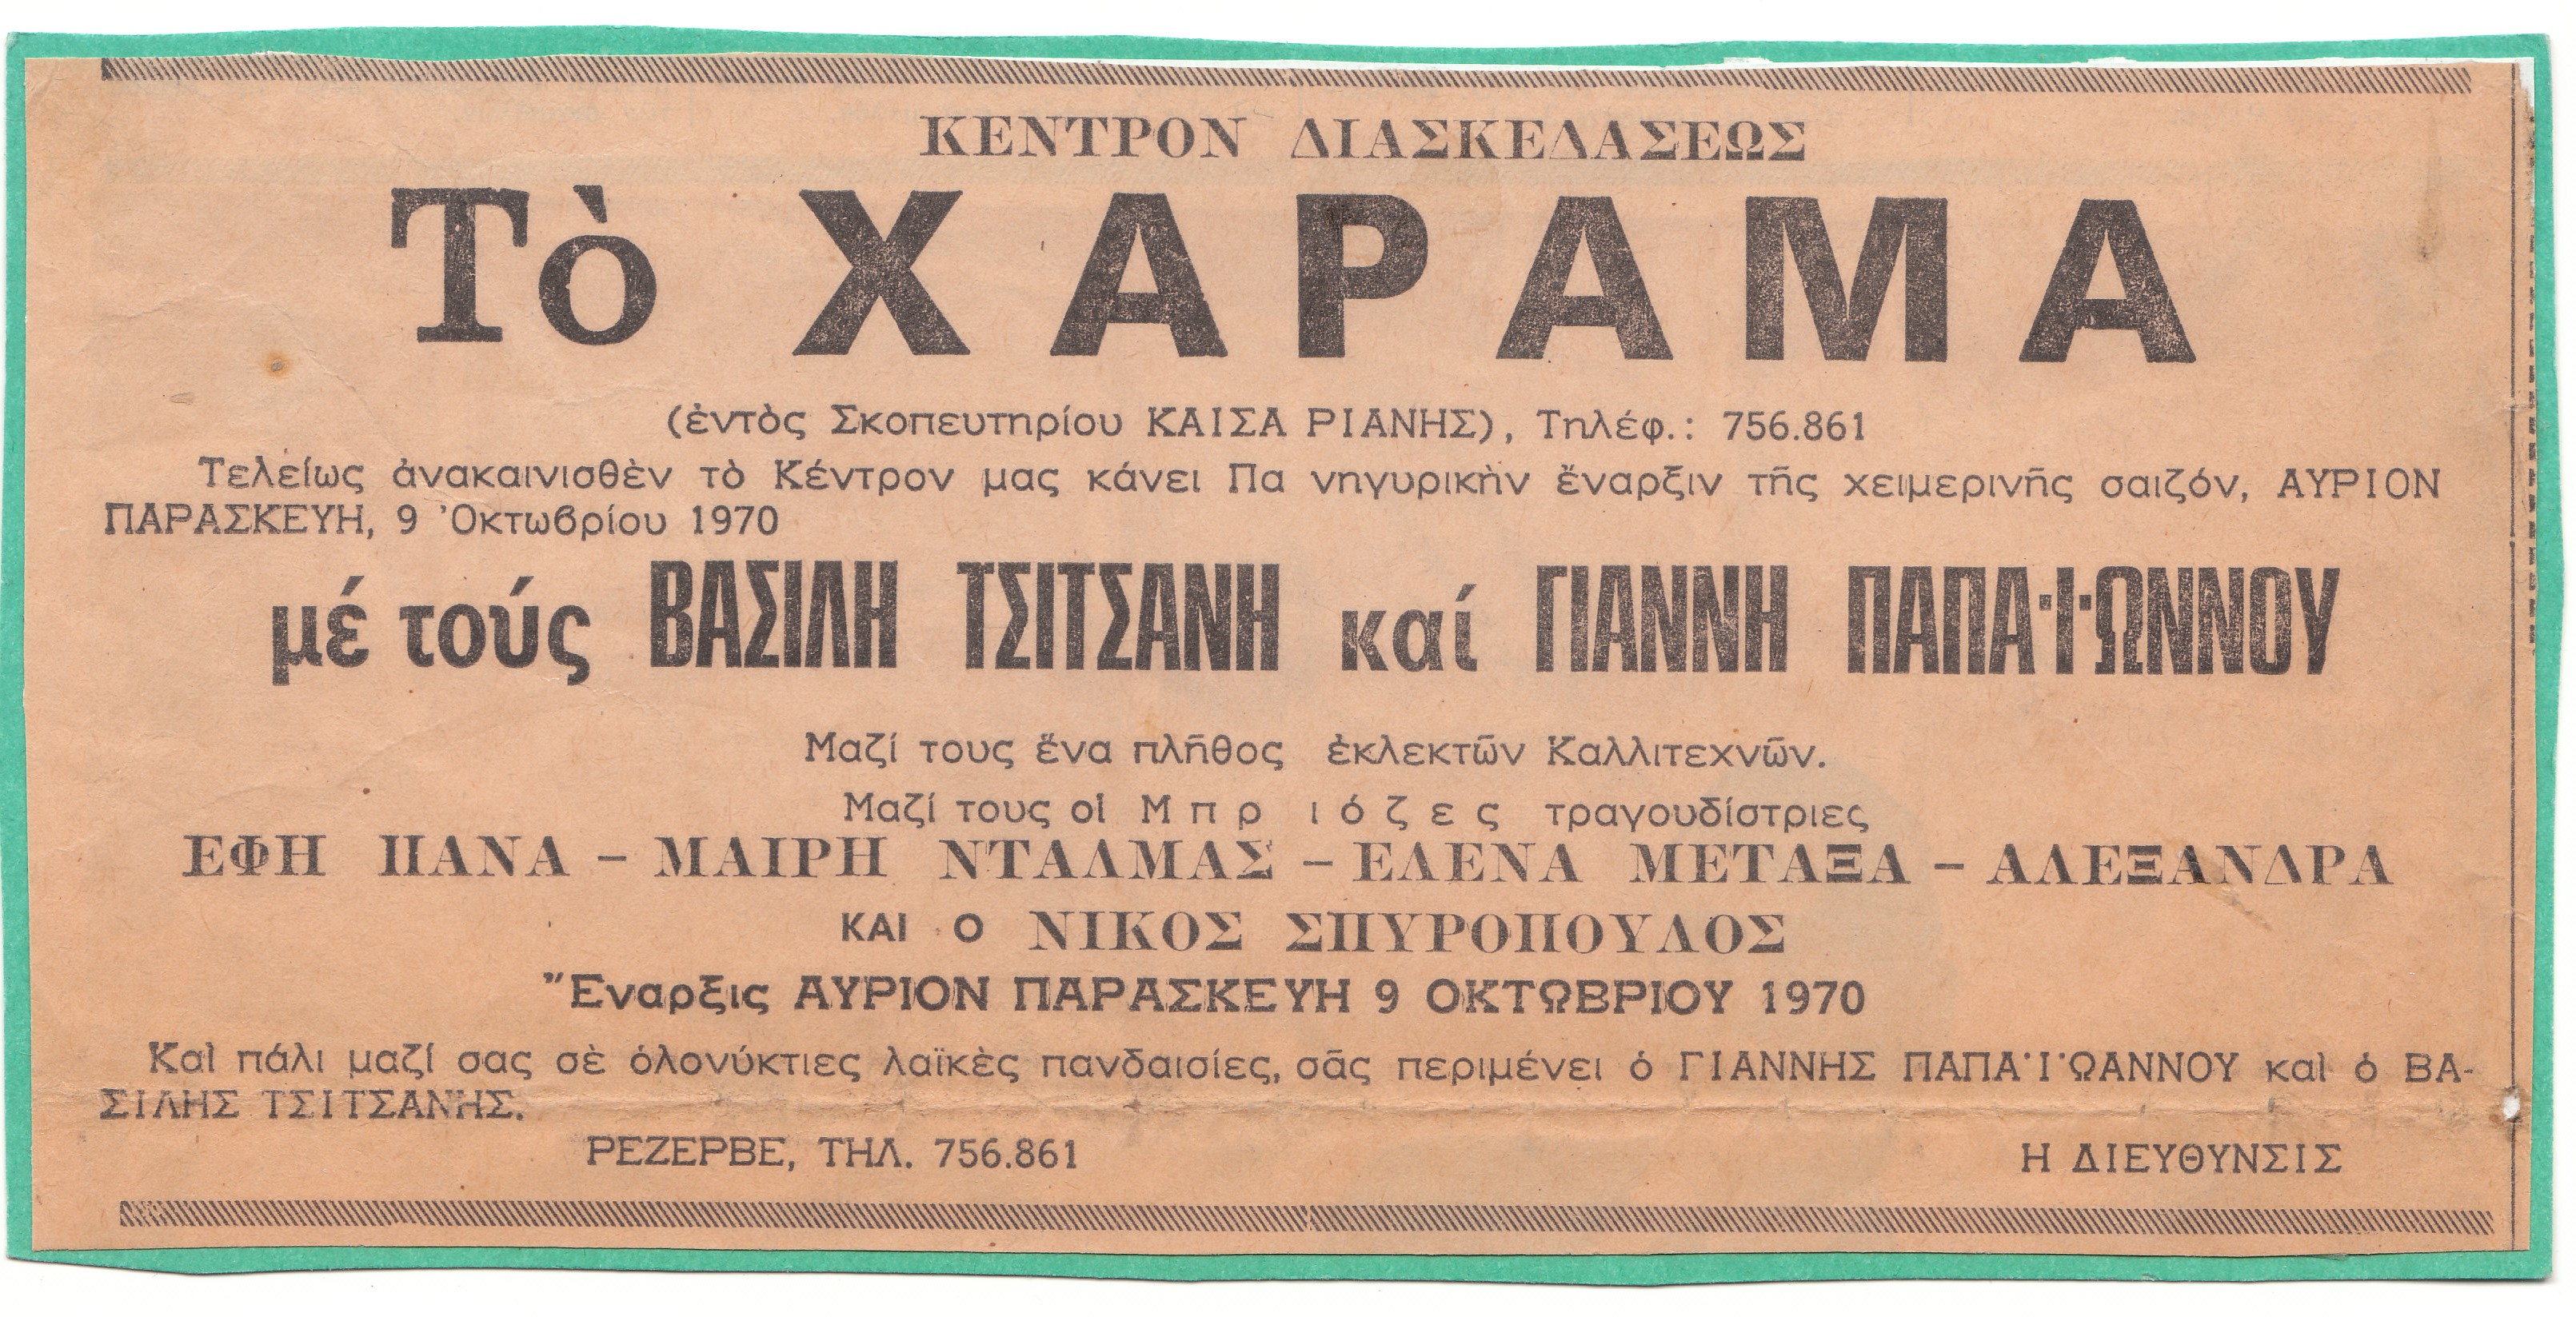 ΚΕΝΤΡΟΝ ΔΙΑΣΚΕΔΑΣΕΩΣ
Τὸ ΧΑΡΑΜΑ
(ἐντὸς Σκοπευτηρίου ΚΑΙΣΑ ΡΙΑΝΗΣ), Τηλέφ.: 756.861
Τελείως ἀνακαινισθὲν τὸ Κέντρον μας κάνει Πα νηγυρικὴν ἔναρξιν τῆς χειμερινῆς σαιζόν, ΑΥΡΙΟΝ
ΠΑΡΑΣΚΕΥΗ, 9 Ὀκτωβρίου 1970
μέ τούς ΒΑΣΙΛΗ ΤΣΙΤΣΑΝΗ καί ΓΙΑΝΝΗ ΠΑΠΑ·Ι·ΩΝΝΟΥ
Μαζί τους ἕνα πλῆθος ἐκλεκτῶν Καλλιτεχνῶν.
Μαζί τους οἱ Μπρ ιόζες τραγουδίστριες
ΕΦΗ ΠΑΝΑ – ΜΑΙΡΗ ΝΤΑΛΜΑΣ – ΕΛΕΝΑ ΜΕΤΑΞΑ – ΑΛΕΞΑΝΔΡΑ
ΚΑΙ Ο ΝΙΚΟΣ ΣΠΥΡΟΠΟΥΛΟΣ
Ἔναρξις ΑΥΡΙΟΝ ΠΑΡΑΣΚΕΥΗ 9 ΟΚΤΩΒΡΙΟΥ 1970
Καὶ πάλι μαζί σας σὲ ὁλονύκτιες λαϊκὲς πανδαισίες, σᾶς περιμένει ὁ ΓΙΑΝΝΗΣ ΠΑΠΑ·Ι·ΩΑΝΝΟΥ καὶ ὁ ΒΑ-
ΣΙΛΗΣ ΤΣΙΤΣΑΝΗΣ.
ΡΕΖΕΡΒΕ, ΤΗΛ. 756.861 Η ΔΙΕΥΘΥΝΣΙΣ